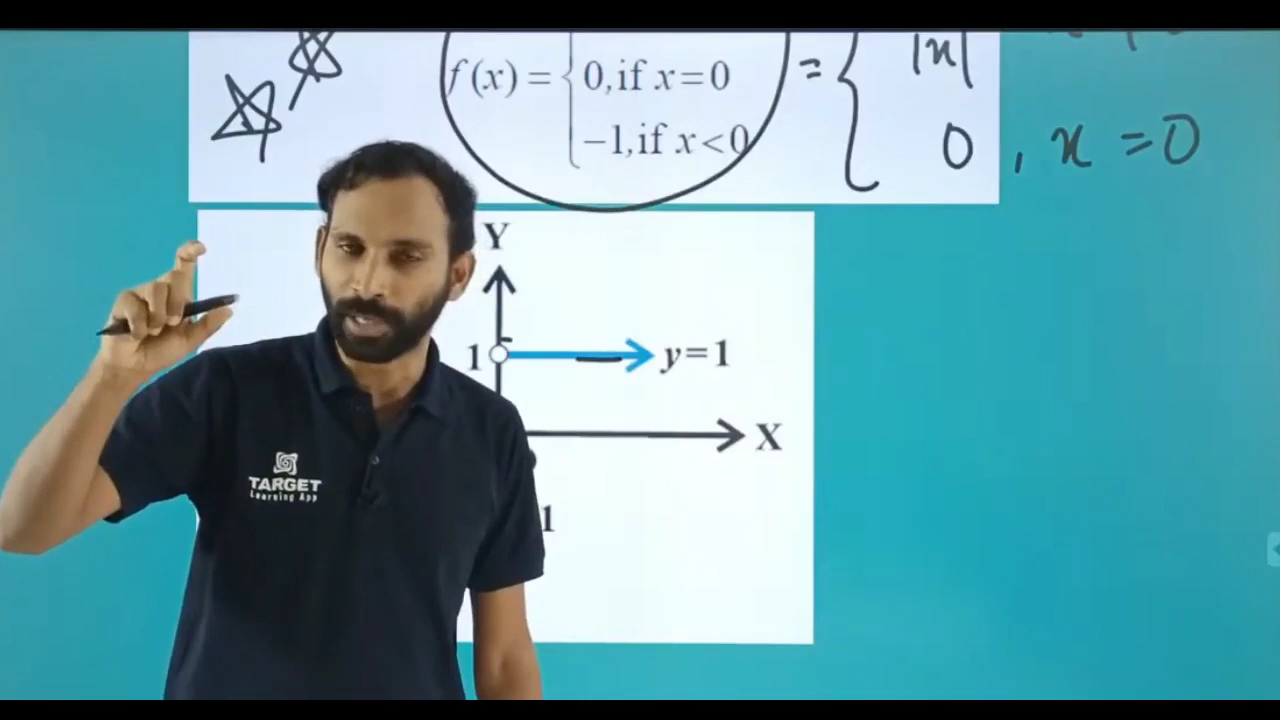 |x|
f(x) = { 0, if x = 0 = {
−1, if x < 0
0 , x = 0
Y
1
y = 1
X
TARGET
Learning App
1